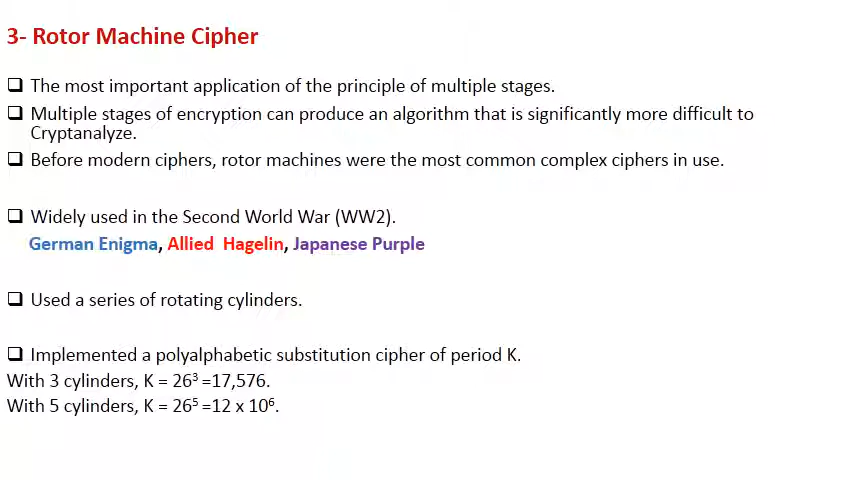 3- Rotor Machine Cipher
❑ The most important application of the principle of multiple stages.
❑ Multiple stages of encryption can produce an algorithm that is significantly more difficult to
Cryptanalyze.
❑ Before modern ciphers, rotor machines were the most common complex ciphers in use.
❑ Widely used in the Second World War (WW2).
German Enigma, Allied Hagelin, Japanese Purple
❑ Used a series of rotating cylinders.
❑ Implemented a polyalphabetic substitution cipher of period K.
With 3 cylinders, K = 26³ =17,576.
With 5 cylinders, K = 26⁵ =12 x 10⁶.